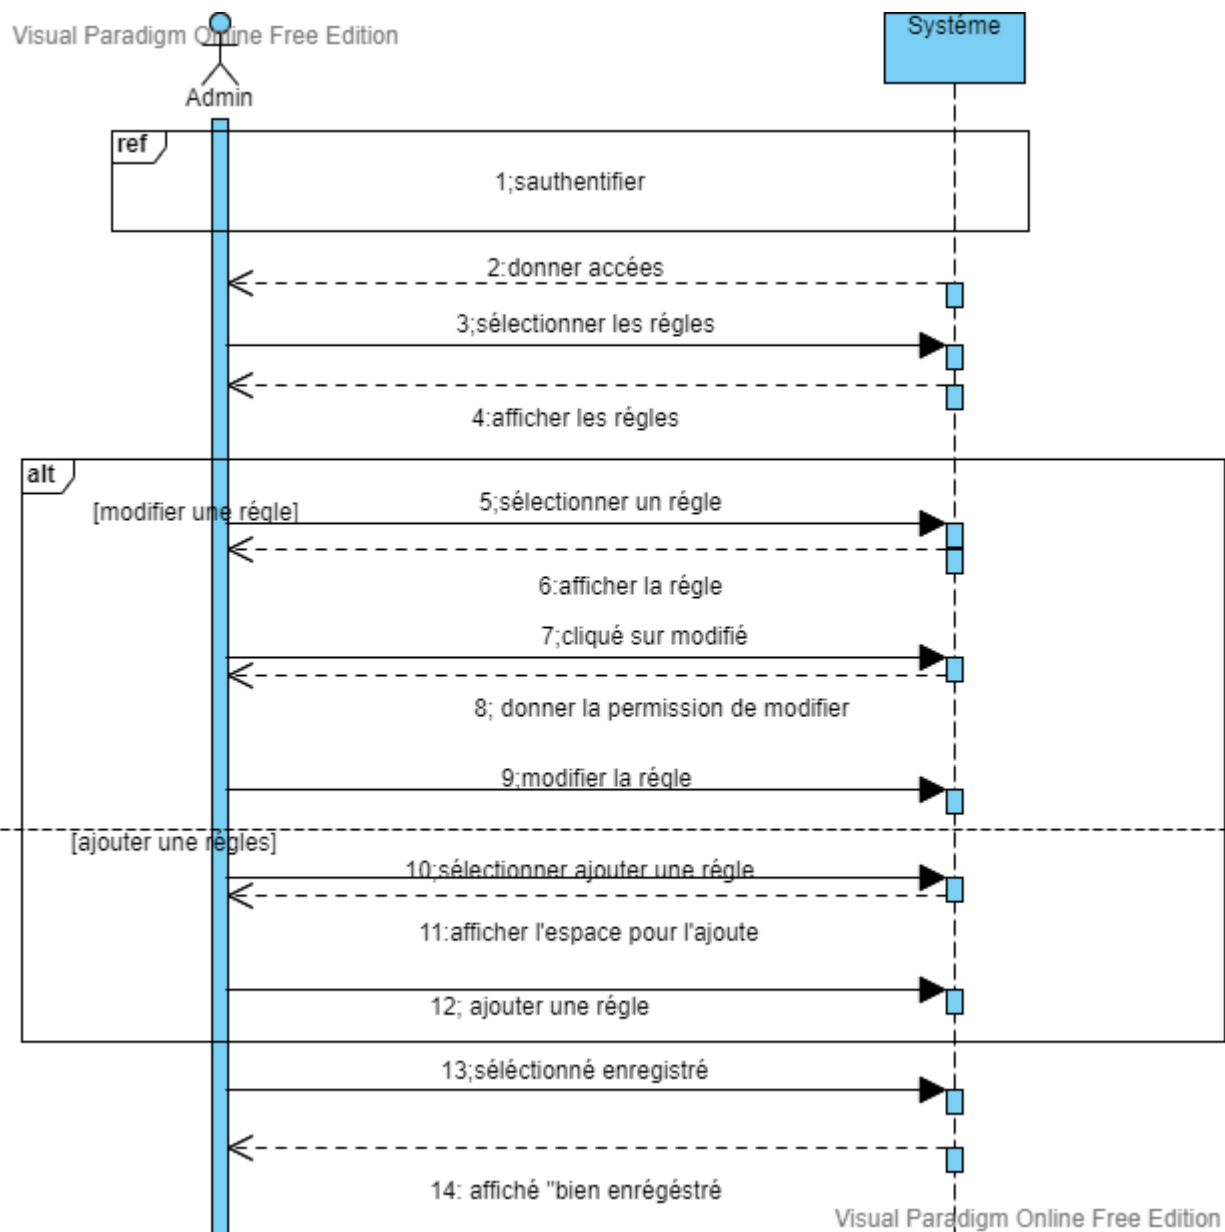 Visual Paradigm Online Free Edition
Systéme
Admin
ref
1;sauthentifier
2:donner accées
3;sélectionner les régles
4:afficher les régles
alt
[modifier une régle]
5;sélectionner un régle
6:afficher la régle
7;cliqué sur modifié
8; donner la permission de modifier
9;modifier la régle
[ajouter une régles]
10;sélectionner ajouter une régle
11:afficher l'espace pour l'ajoute
12; ajouter une régle
13;séléctionné enregistré
14: affiché "bien enrégéstré
Visual Paradigm Online Free Edition